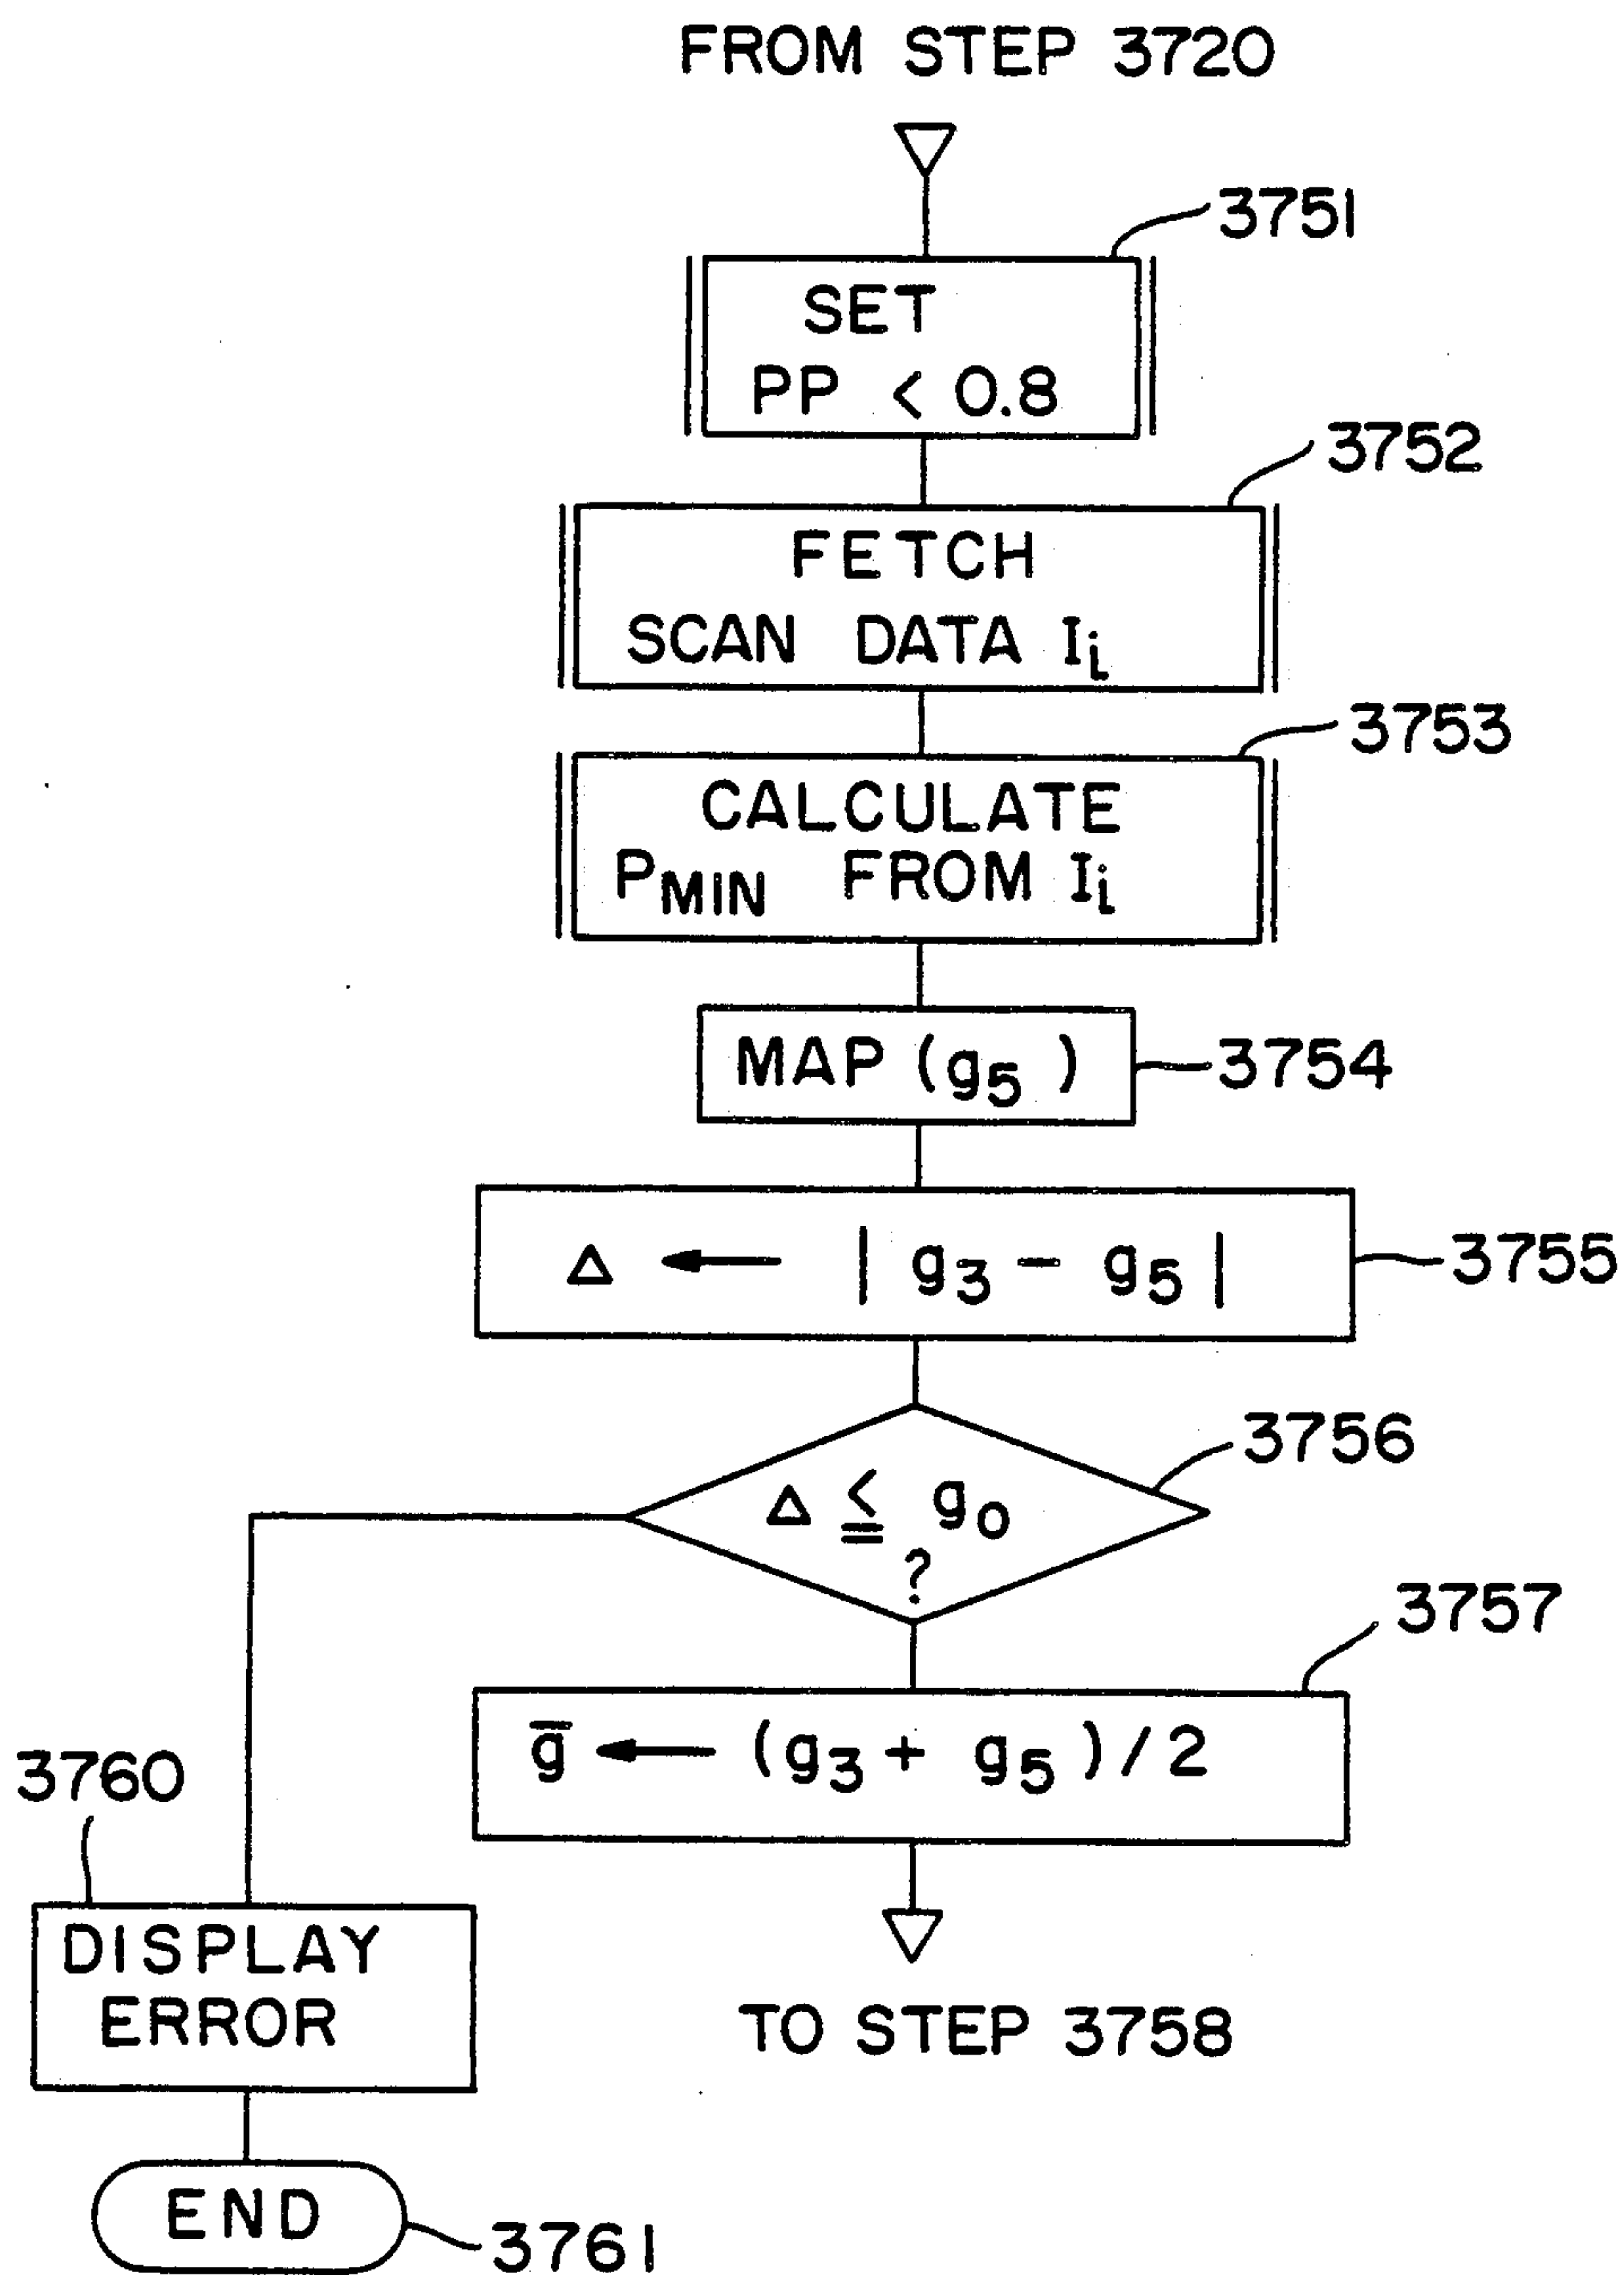 FROM STEP 3720
3751
SET
PP < 0.8
3752
FETCH
SCAN DATA Iᵢ
3753
CALCULATE
PMIN FROM Iᵢ
MAP (g₅)
3754
Δ ← | g₃ - g₅ |
3755
3756
Δ ≦ g₀
?
3757
g̅ ← (g₃ + g₅)/2
3760
DISPLAY
ERROR
TO STEP 3758
END
3761